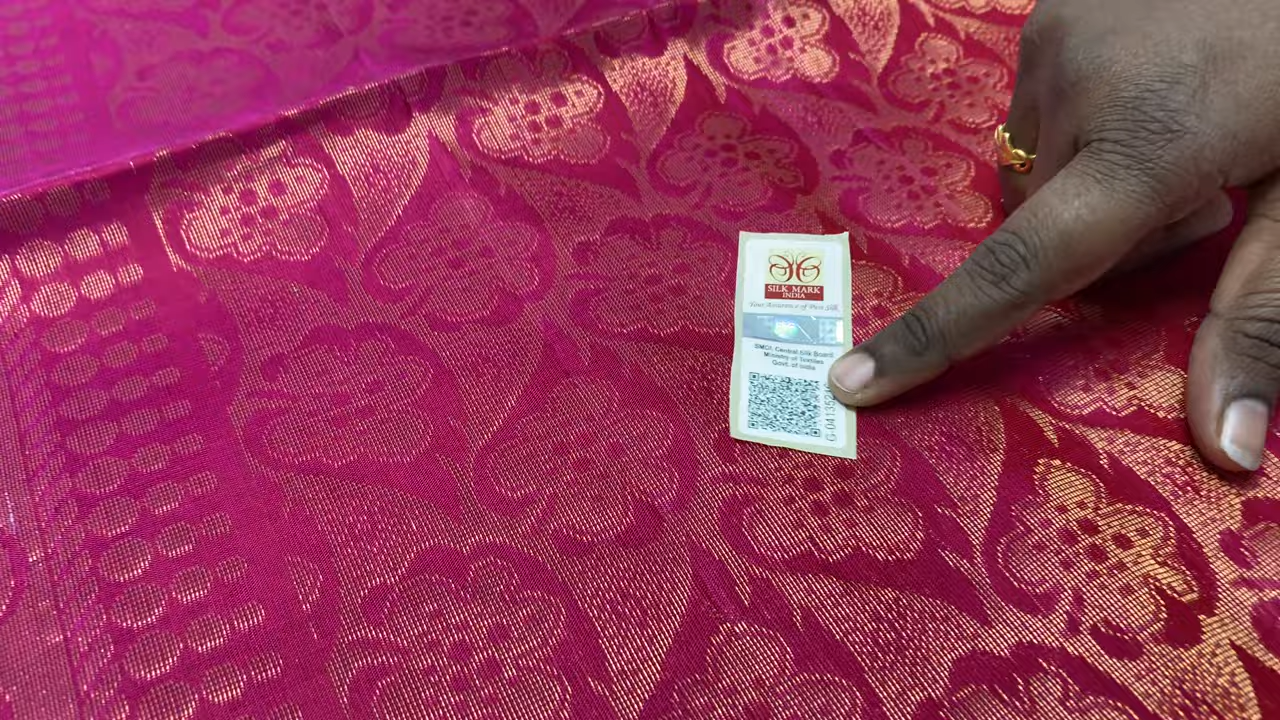 SILK MARK
INDIA
Your Assurance of Pure Silk
SMOI, Central Silk Board
Ministry of Textiles
Govt. of India